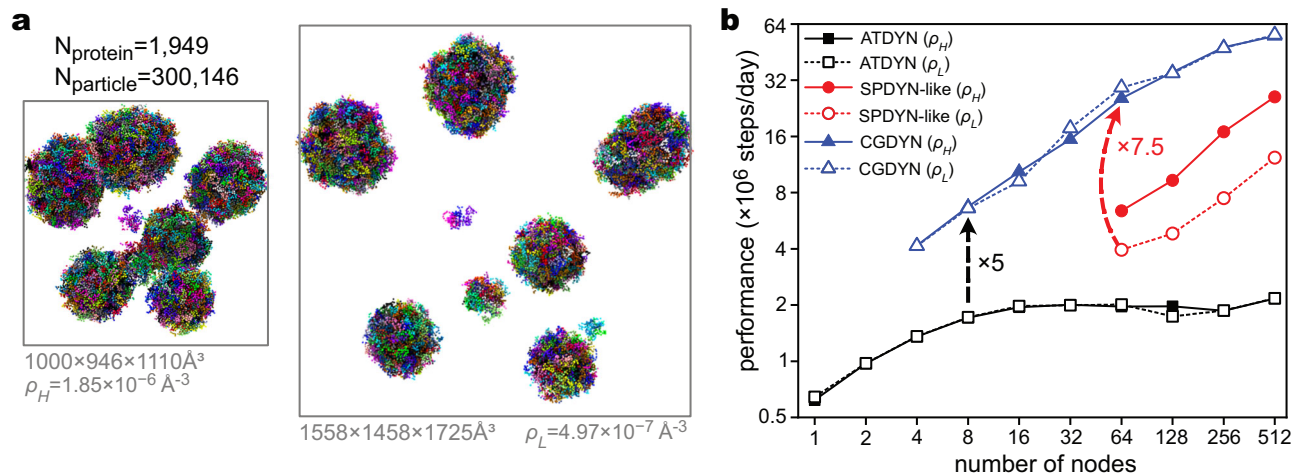 a
N_protein=1,949
N_particle=300,146
1000×946×1110Å³
ρ_H=1.85×10⁻⁶ Å⁻³
1558×1458×1725Å³
ρ_L=4.97×10⁻⁷ Å⁻³
b
performance (×10⁶ steps/day)
64
32
16
8
4
2
1
0.5
ATDYN (ρ_H)
ATDYN (ρ_L)
SPDYN-like (ρ_H)
SPDYN-like (ρ_L)
CGDYN (ρ_H)
CGDYN (ρ_L)
×7.5
×5
1 2 4 8 16 32 64 128 256 512
number of nodes